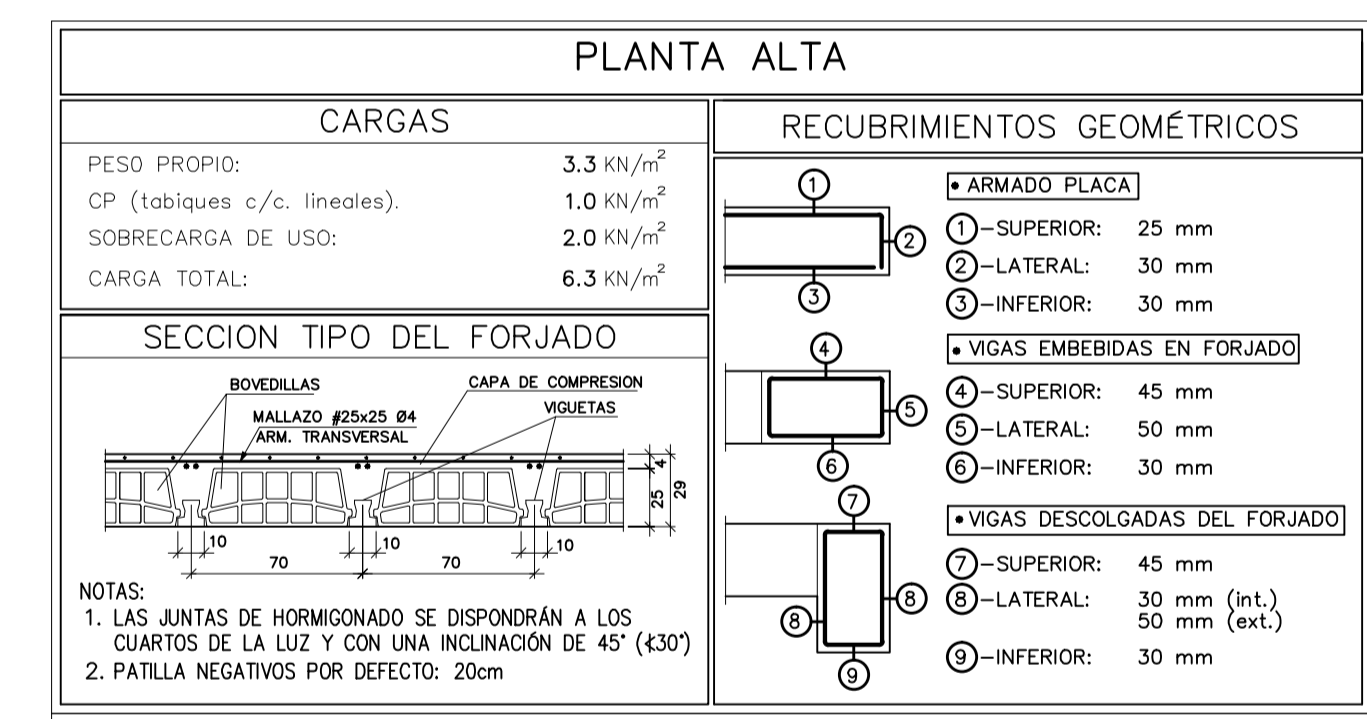 PLANTA ALTA
CARGAS
PESO PROPIO: 3.3 KN/m²
CP (tabiques c/c. lineales). 1.0 KN/m²
SOBRECARGA DE USO: 2.0 KN/m²
CARGA TOTAL: 6.3 KN/m²
SECCION TIPO DEL FORJADO
BOVEDILLAS
CAPA DE COMPRESION
MALLAZO #25x25 Ø4
ARM. TRANSVERSAL
VIGUETAS
4
25
29
10
10
10
70
70
NOTAS:
1. LAS JUNTAS DE HORMIGONADO SE DISPONDRÁN A LOS
CUARTOS DE LA LUZ Y CON UNA INCLINACIÓN DE 45° (≮30°)
2. PATILLA NEGATIVOS POR DEFECTO: 20cm
RECUBRIMIENTOS GEOMÉTRICOS
1
2
3
• ARMADO PLACA
1-SUPERIOR: 25 mm
2-LATERAL: 30 mm
3-INFERIOR: 30 mm
4
5
6
• VIGAS EMBEBIDAS EN FORJADO
4-SUPERIOR: 45 mm
5-LATERAL: 50 mm
6-INFERIOR: 30 mm
7
8
8
9
• VIGAS DESCOLGADAS DEL FORJADO
7-SUPERIOR: 45 mm
8-LATERAL: 30 mm (int.)
50 mm (ext.)
9-INFERIOR: 30 mm